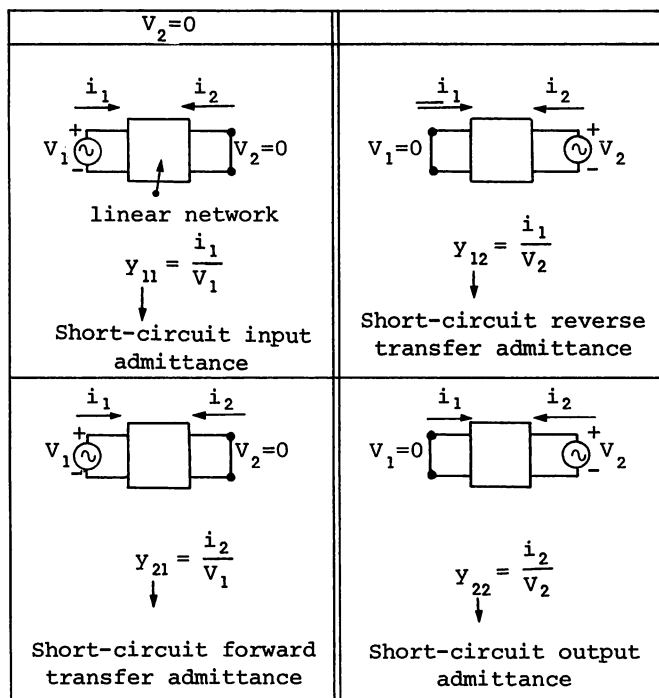 V₂=0
i₁ i₂
V₁ + - V₂=0
linear network
y₁₁ = i₁/V₁
Short-circuit input
admittance
i₁ i₂
V₁=0 + - V₂
y₁₂ = i₁/V₂
Short-circuit reverse
transfer admittance
i₁ i₂
V₁ + - V₂=0
y₂₁ = i₂/V₁
Short-circuit forward
transfer admittance
i₁ i₂
V₁=0 + - V₂
y₂₂ = i₂/V₂
Short-circuit output
admittance